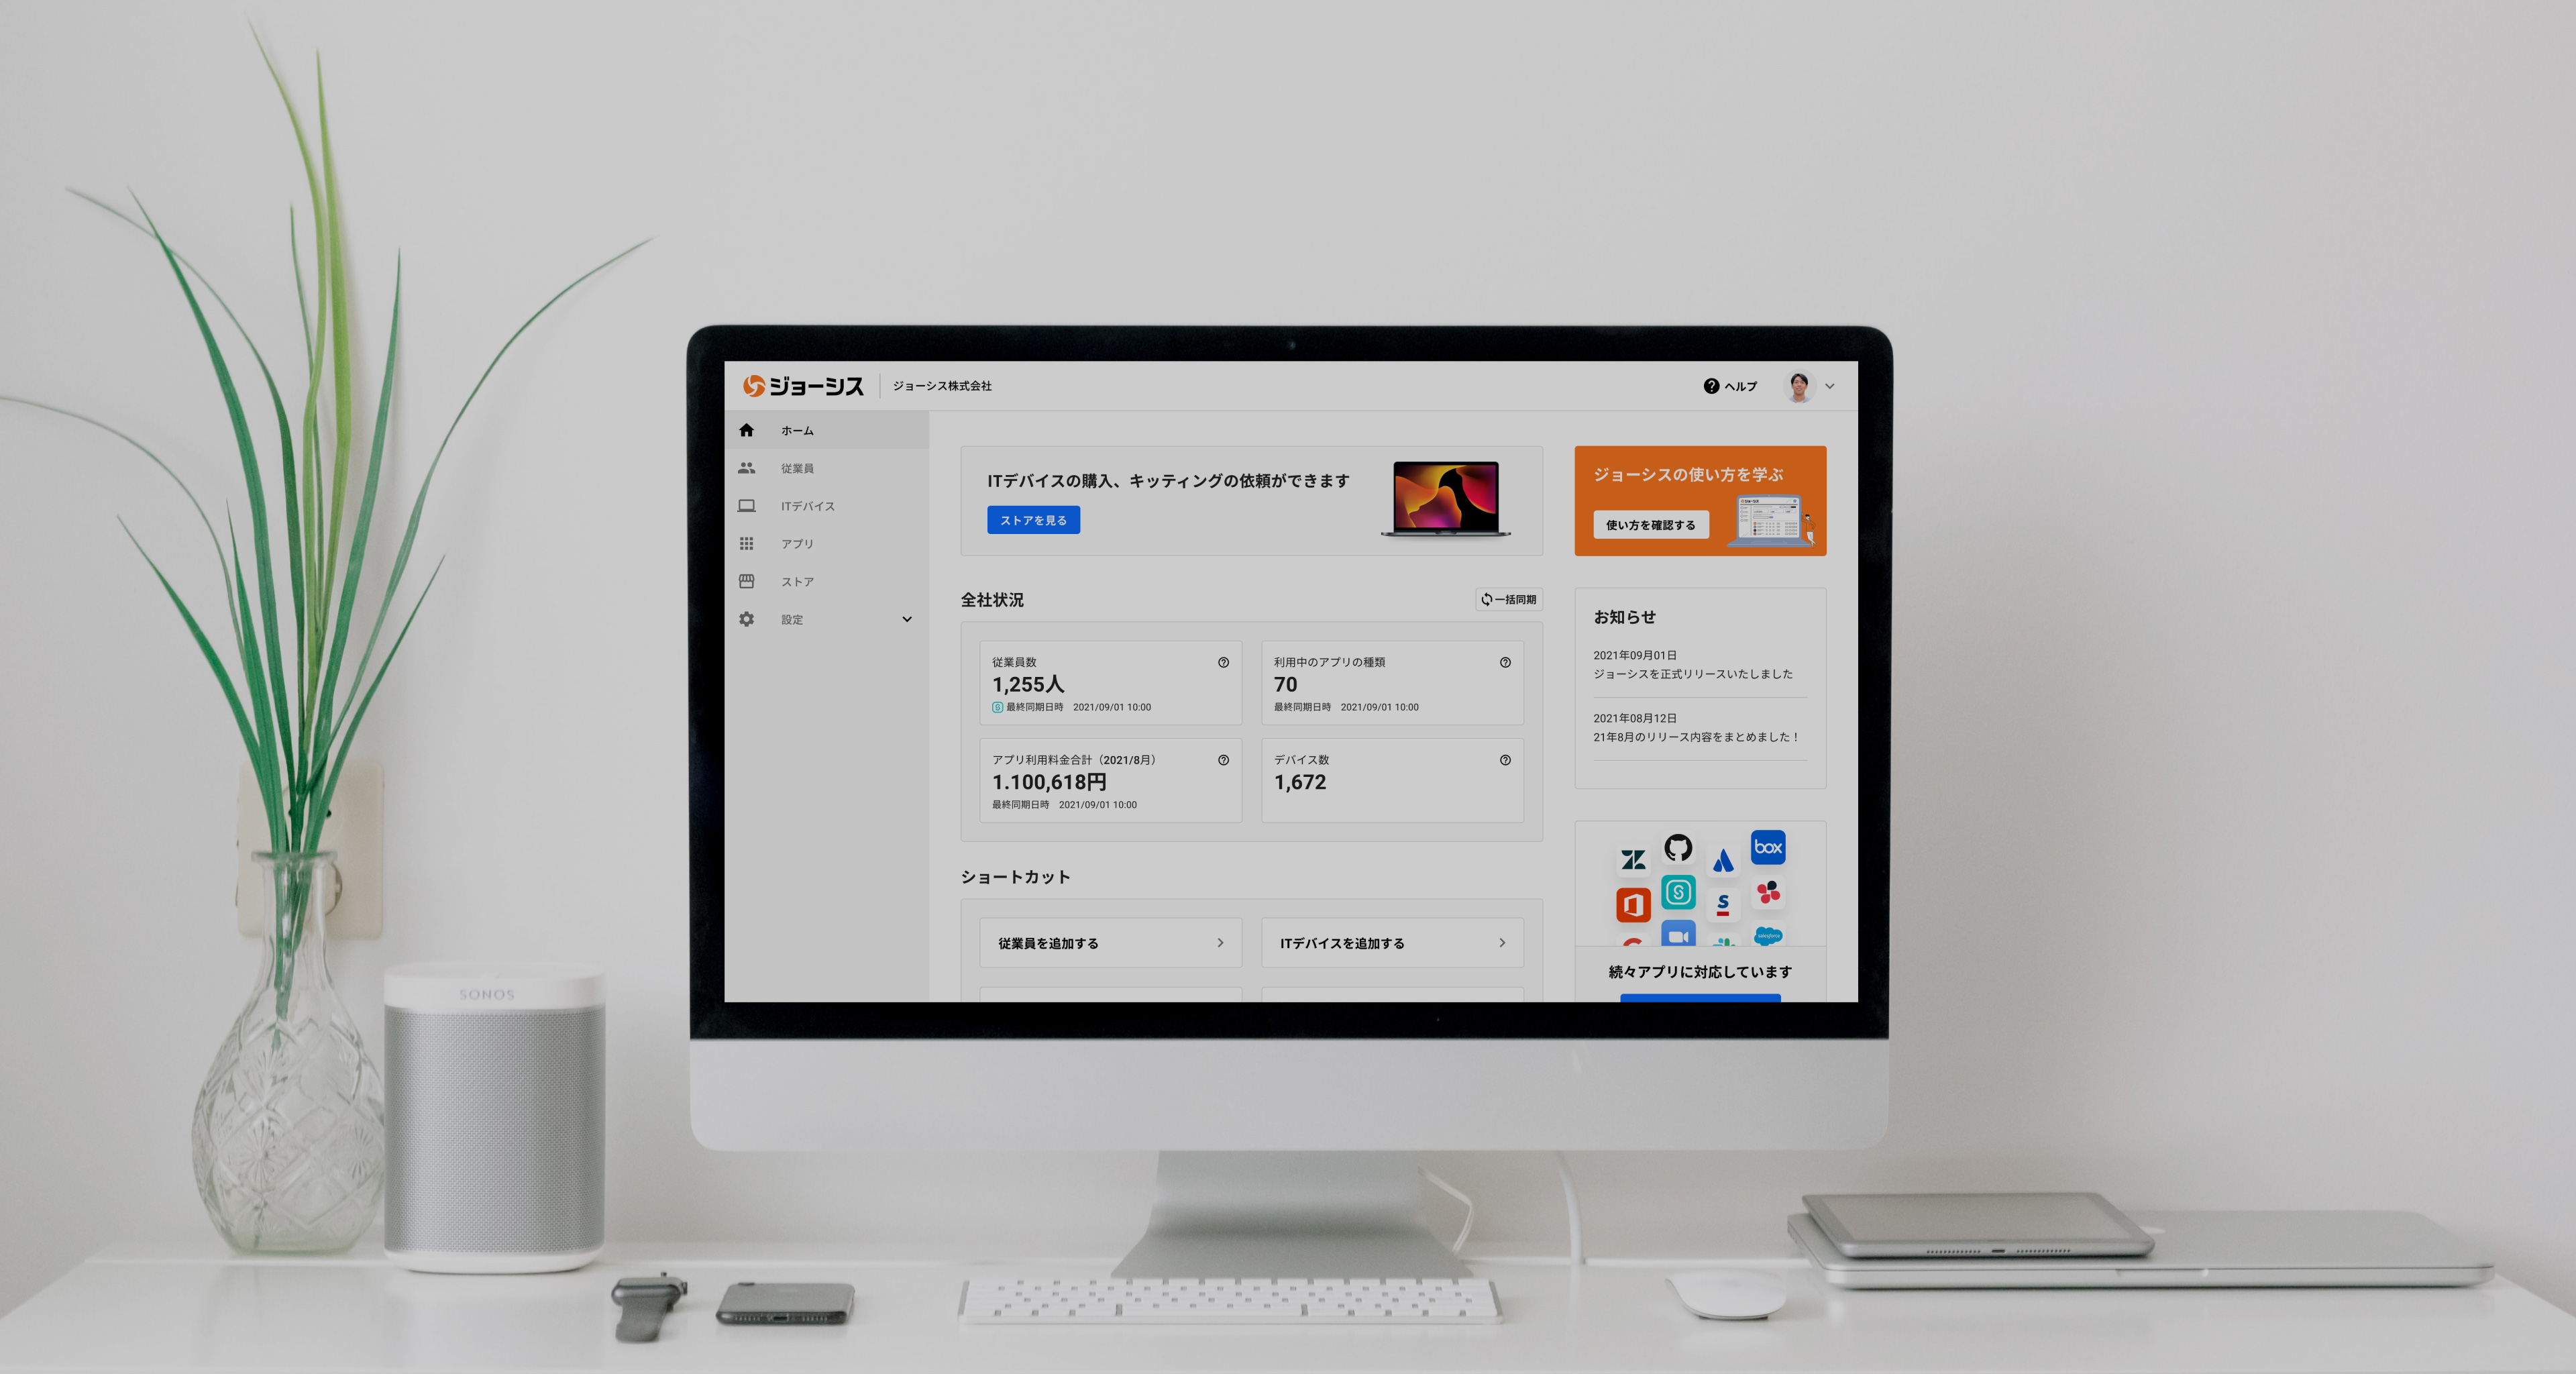 ジョーシス
ジョーシス株式会社
ヘルプ
ホーム
従業員
ITデバイス
アプリ
ストア
設定
ITデバイスの購入、キッティングの依頼ができます
ストアを見る
ジョーシスの使い方を学ぶ
使い方を確認する
全社状況
一括同期
従業員数
1,255人
最終同期日時 2021/09/01 10:00
利用中のアプリの種類
70
最終同期日時 2021/09/01 10:00
アプリ利用料金合計（2021/8月）
1.100,618円
最終同期日時 2021/09/01 10:00
デバイス数
1,672
お知らせ
2021年09月01日
ジョーシスを正式リリースいたしました
2021年08月12日
21年8月のリリース内容をまとめました！
ショートカット
従業員を追加する
ITデバイスを追加する
box
salesforce
続々アプリに対応しています
SONOS